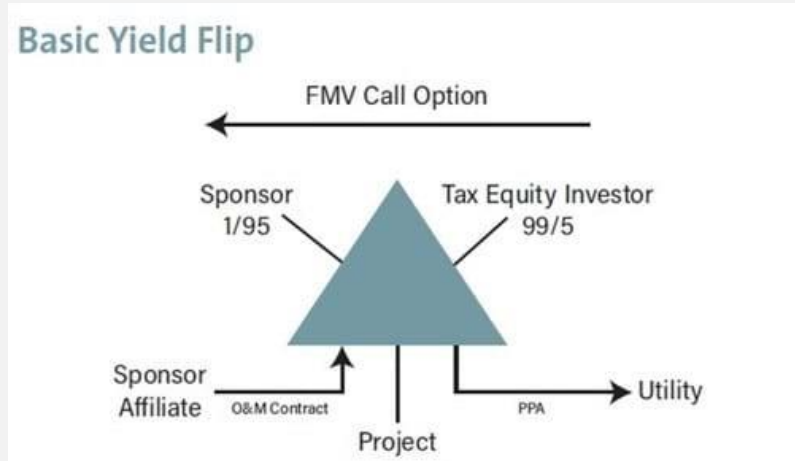 Basic Yield Flip
FMV Call Option
Sponsor
1/95
Tax Equity Investor
99/5
Sponsor
Affiliate
O&M Contract
PPA
Utility
Project